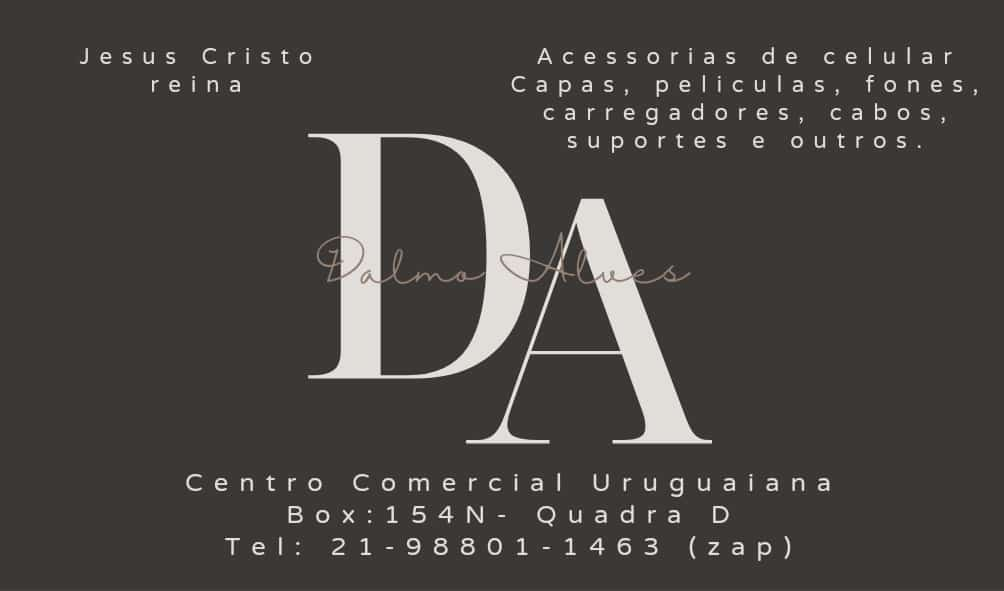 Jesus Cristo
reina
Acessorias de celular
Capas, peliculas, fones,
carregadores, cabos,
suportes e outros.
DA
Dalmo Alves
Centro Comercial Uruguaiana
Box:154N- Quadra D
Tel: 21-98801-1463 (zap)